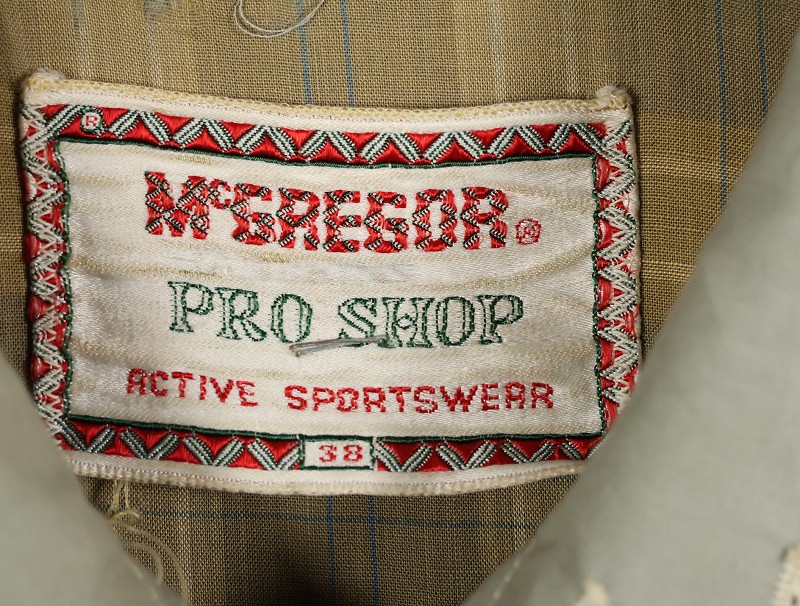 ®
McGREGOR ®
PRO SHOP
ACTIVE SPORTSWEAR
38